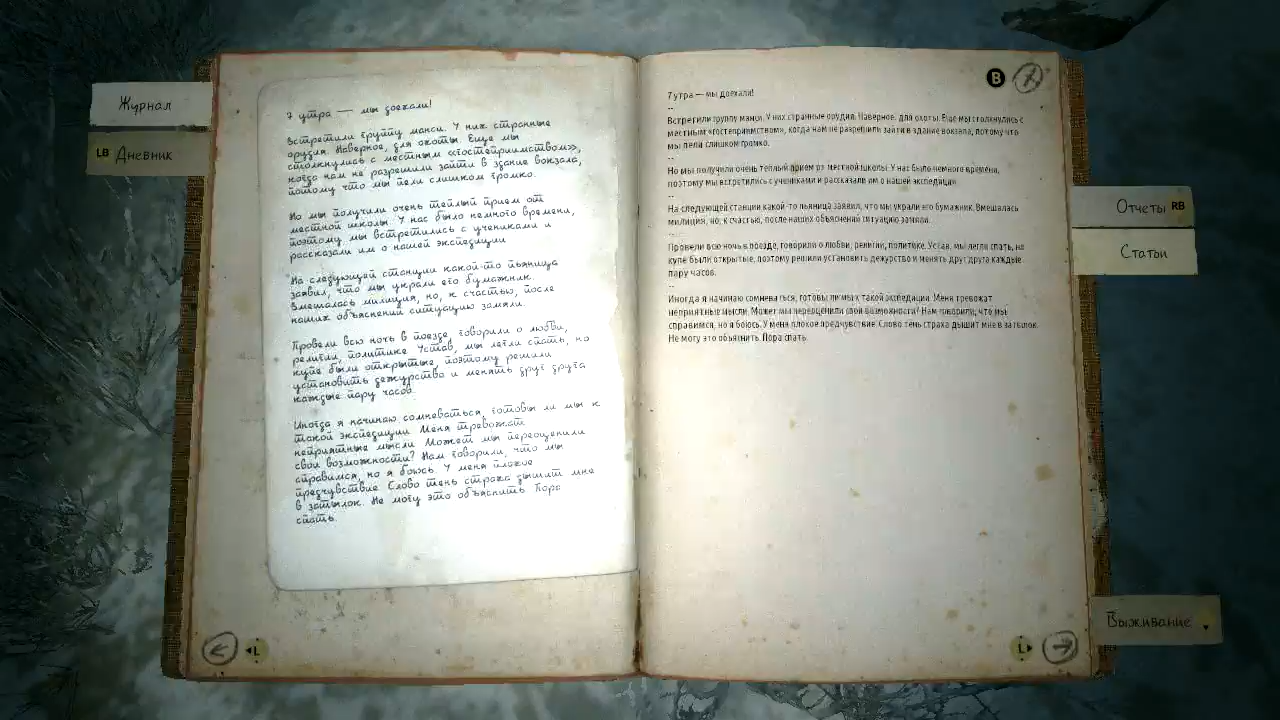 Журнал
LB Дневник
7 утра — мы доехали!
Встретили группу манси. У них странные
орудия. Наверное, для охоты. Еще мы
столкнулись с местным «гостеприимством»,
когда нам не разрешили зайти в здание вокзала,
потому что мы пели слишком громко.
Но мы получили очень теплый прием от
местной школы. У нас было немного времени,
поэтому мы встретились с учениками и
рассказали им о нашей экспедиции
На следующей станции какой-то пьяница
заявил, что мы украли его бумажник.
Вмешалась милиция, но, к счастью, после
наших объяснений ситуацию замяли.
Провели всю ночь в поезде, говорили о любви,
религии, политике. Устав, мы легли спать, но
купе были открытые, поэтому решили
установить дежурство и менять друг друга
каждые пару часов.
Иногда я начинаю сомневаться, готовы ли мы к
такой экспедиции. Меня тревожат
неприятные мысли. Может мы переоценили
свои возможности? Нам говорили, что мы
справимся, но я боюсь. У меня плохое
предчувствие. Слово тень страха дышит мне
в затылок. Не могу это объяснить. Пора
спать.
L
B
7 утра — мы доехали!
--
Встретили группу манси. У них странные орудия. Наверное, для охоты. Еще мы столкнулись с
местным «гостеприимством», когда нам не разрешили зайти в здание вокзала, потому что
мы пели слишком громко.
--
Но мы получили очень теплый прием от местной школы. У нас было немного времени,
поэтому мы встретились с учениками и рассказали им о нашей экспедиции
--
На следующей станции какой-то пьяница заявил, что мы украли его бумажник. Вмешалась
милиция, но, к счастью, после наших объяснений ситуацию замяли.
--
Провели всю ночь в поезде, говорили о любви, религии, политике. Устав, мы легли спать, но
купе были открытые, поэтому решили установить дежурство и менять друг друга каждые
пару часов.
--
Иногда я начинаю сомневаться, готовы ли мы к такой экспедиции. Меня тревожат
неприятные мысли. Может мы переоценили свои возможности? Нам говорили, что мы
справимся, но я боюсь. У меня плохое предчувствие. Слово тень страха дышит мне в затылок.
Не могу это объяснить. Пора спать.
Отчеты RB
Статьи
Выживание
L